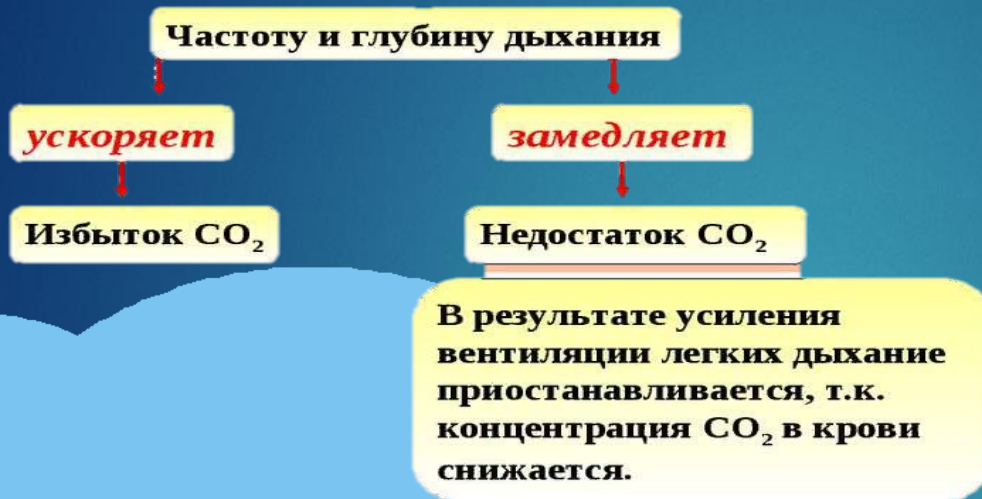 Частоту и глубину дыхания
ускоряет
замедляет
Избыток CO₂
Недостаток CO₂
В результате усиления
вентиляции легких дыхание
приостанавливается, т.к.
концентрация CO₂ в крови
снижается.